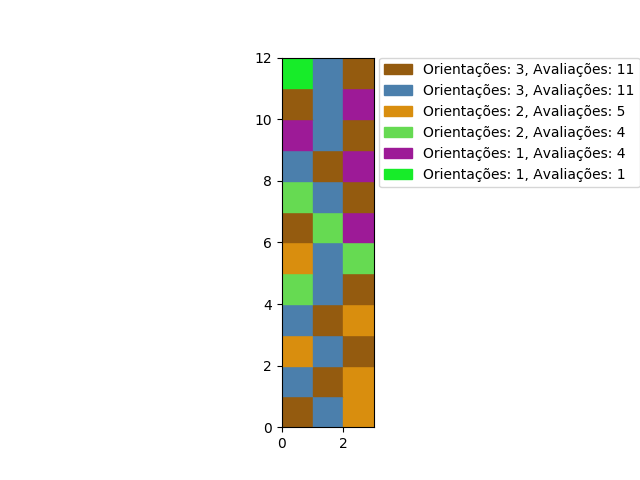 12
10
8
6
4
2
0
0 2
Orientações: 3, Avaliações: 11
Orientações: 3, Avaliações: 11
Orientações: 2, Avaliações: 5
Orientações: 2, Avaliações: 4
Orientações: 1, Avaliações: 4
Orientações: 1, Avaliações: 1